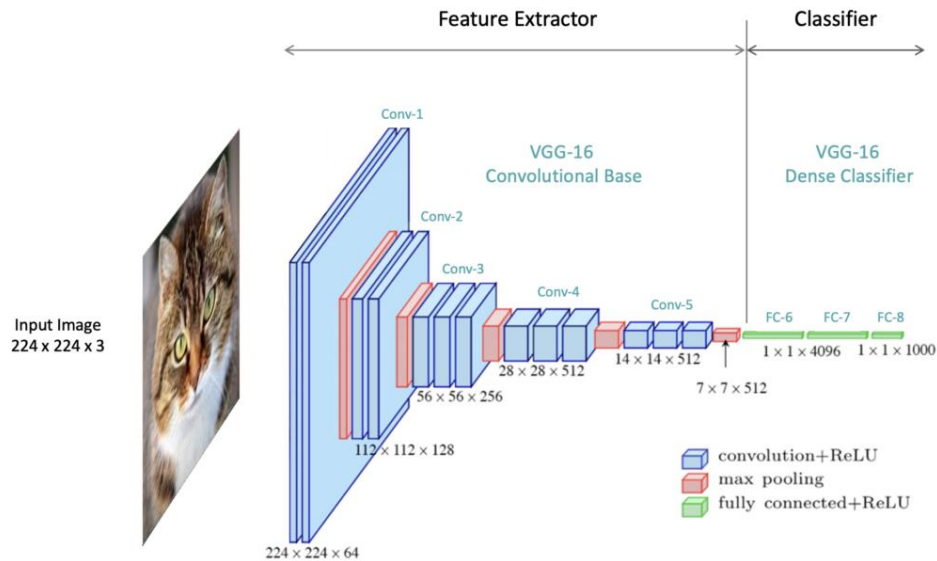 Feature Extractor
Classifier
Conv-1
VGG-16
Convolutional Base
VGG-16
Dense Classifier
Conv-2
Conv-3
Conv-4
Conv-5
FC-6
FC-7
FC-8
Input Image
224 x 224 x 3
1 × 1 × 4096
1 × 1 × 1000
14 × 14 × 512
28 × 28 × 512
7 × 7 × 512
56 × 56 × 256
112 × 112 × 128
convolution+ReLU
max pooling
fully connected+ReLU
224 × 224 × 64